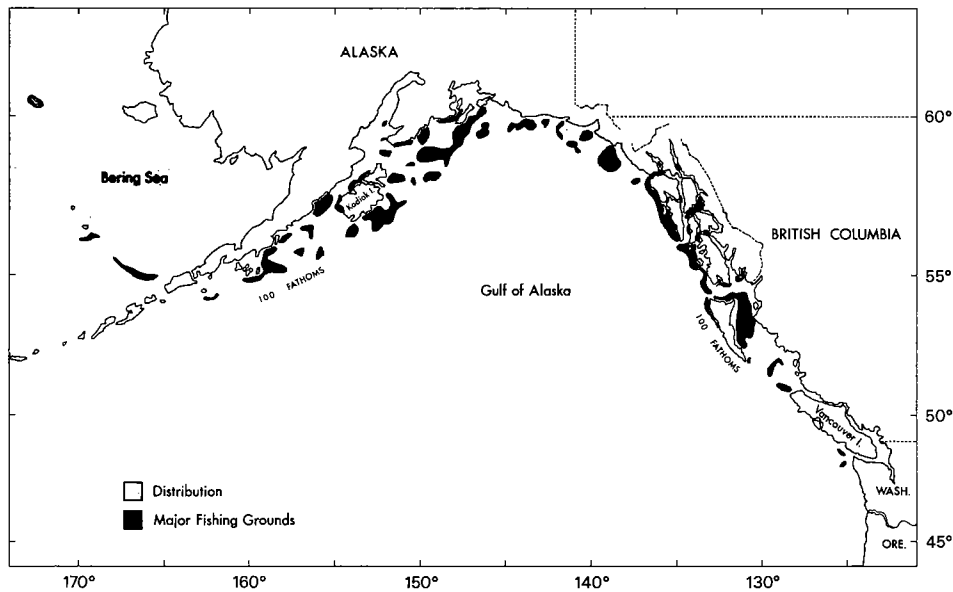 ALASKA
60°
Bering Sea
Kodiak I.
BRITISH COLUMBIA
100 FATHOMS
55°
Gulf of Alaska
100 FATHOMS
50°
Vancouver I.
Distribution
WASH.
Major Fishing Grounds
ORE.
45°
170°
160°
150°
140°
130°